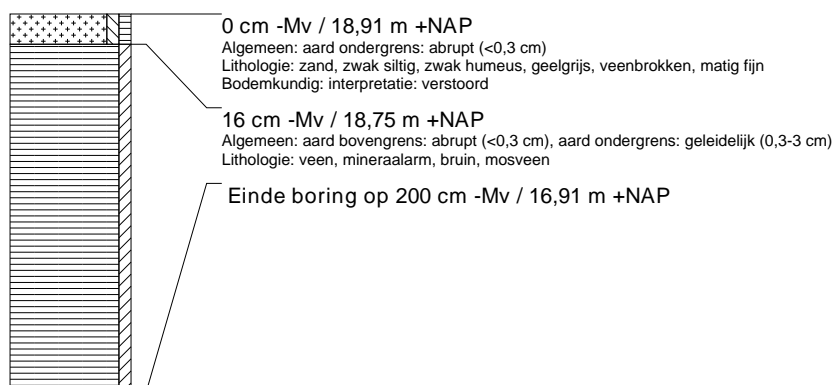 0 cm -Mv / 18,91 m +NAP
Algemeen: aard ondergrens: abrupt (<0,3 cm)
Lithologie: zand, zwak siltig, zwak humeus, geelgrijs, veenbrokken, matig fijn
Bodemkundig: interpretatie: verstoord
16 cm -Mv / 18,75 m +NAP
Algemeen: aard bovengrens: abrupt (<0,3 cm), aard ondergrens: geleidelijk (0,3-3 cm)
Lithologie: veen, mineraalarm, bruin, mosveen
Einde boring op 200 cm -Mv / 16,91 m +NAP